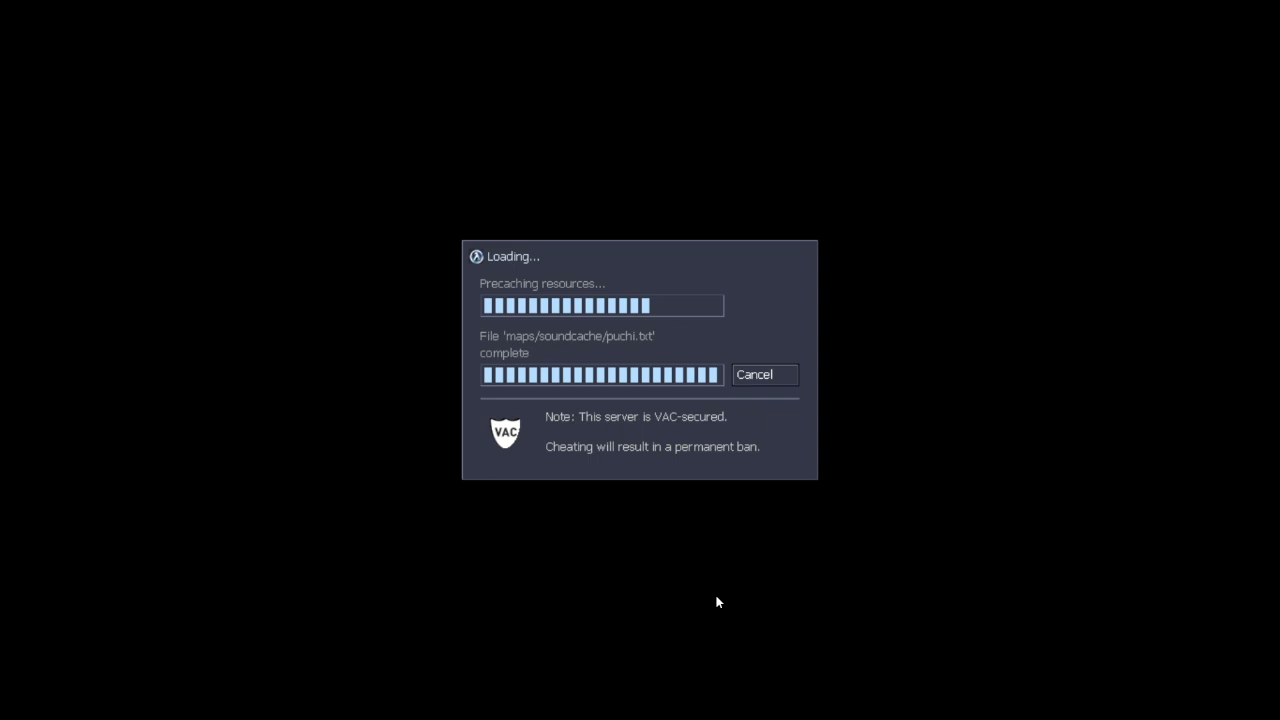 Loading...
Precaching resources...
File 'maps/soundcache/puchi.txt'
complete
Cancel
VAC
Note: This server is VAC-secured.
Cheating will result in a permanent ban.